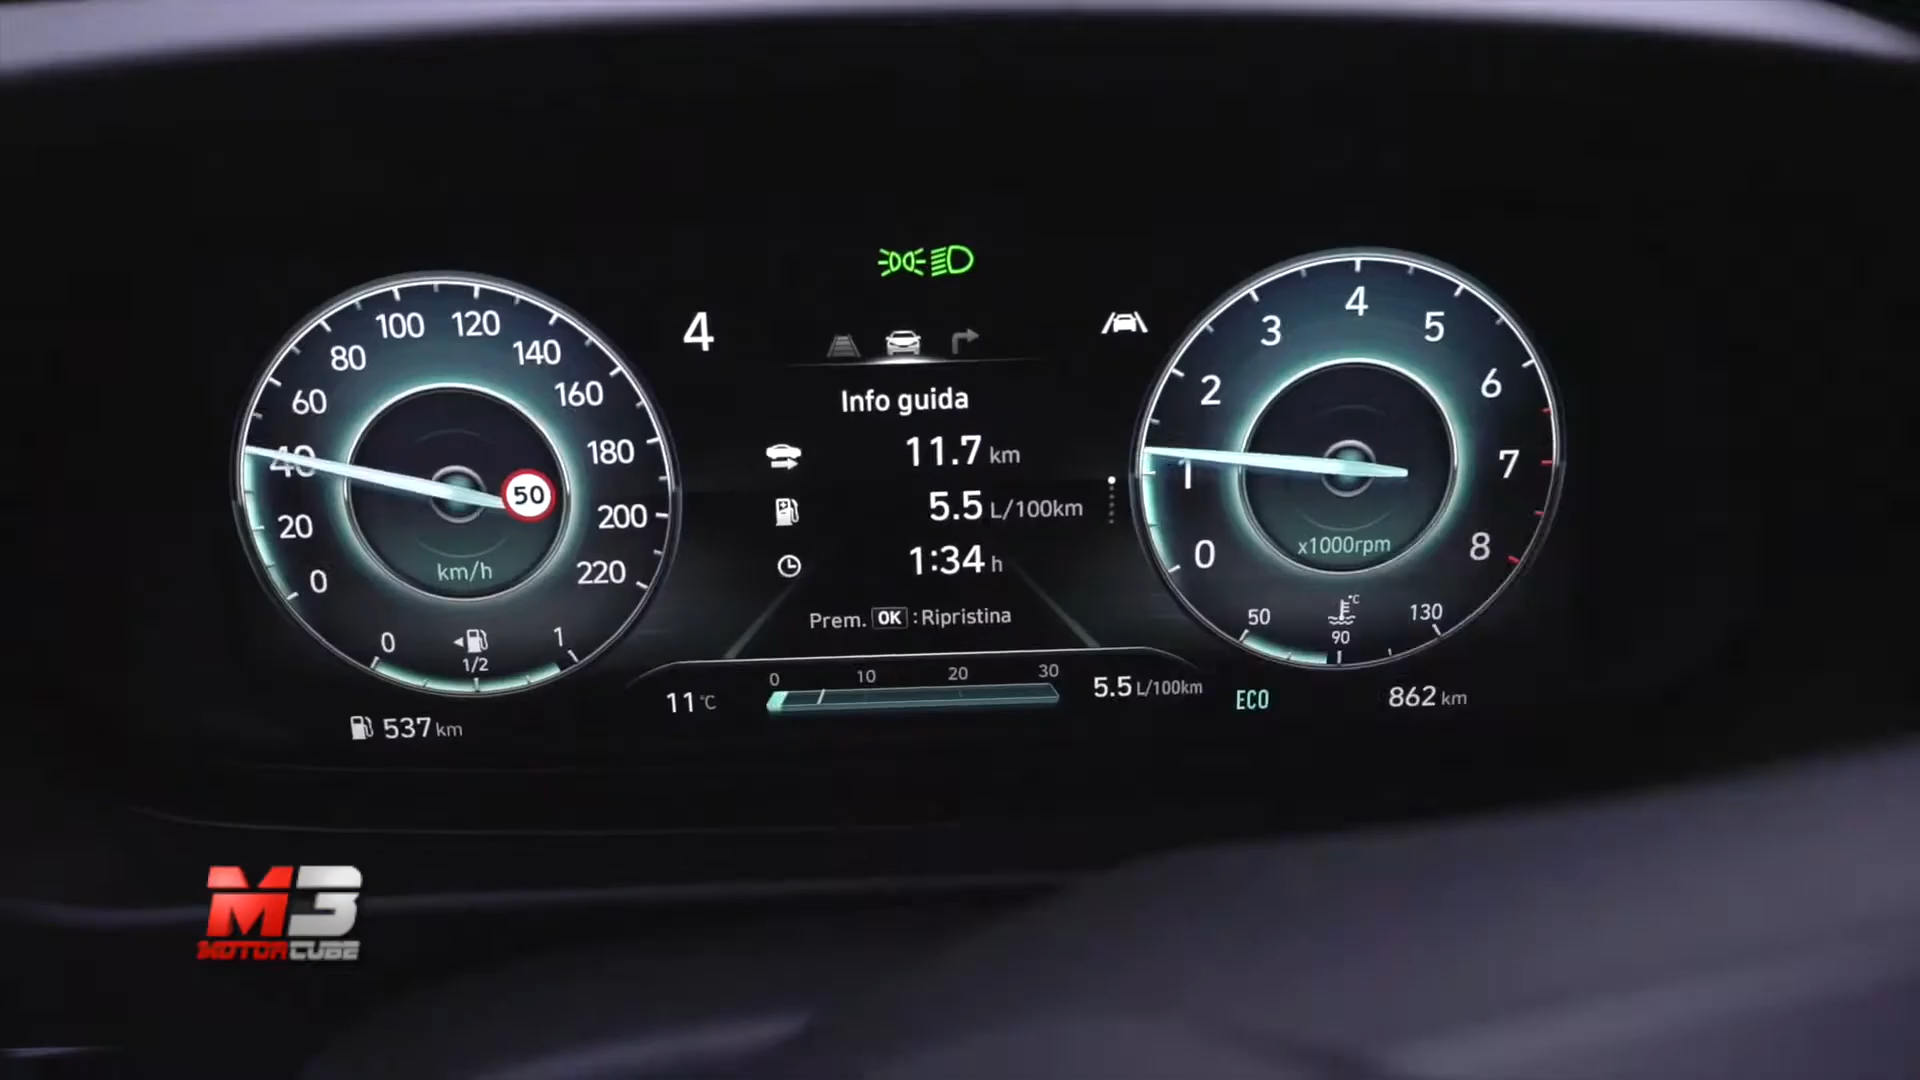 100 120
80 140
60 160
40 180
50
20 200
0 220
km/h
0 1/2 1
537 km
4
Info guida
11.7 km
5.5 L/100km
1:34 h
Prem. OK : Ripristina
0 10 20 30
11 °C
5.5 L/100km
4
3 5
2 6
1 7
0 8
x1000rpm
°C
50 90 130
ECO
862 km
M3
MOTORCUBE